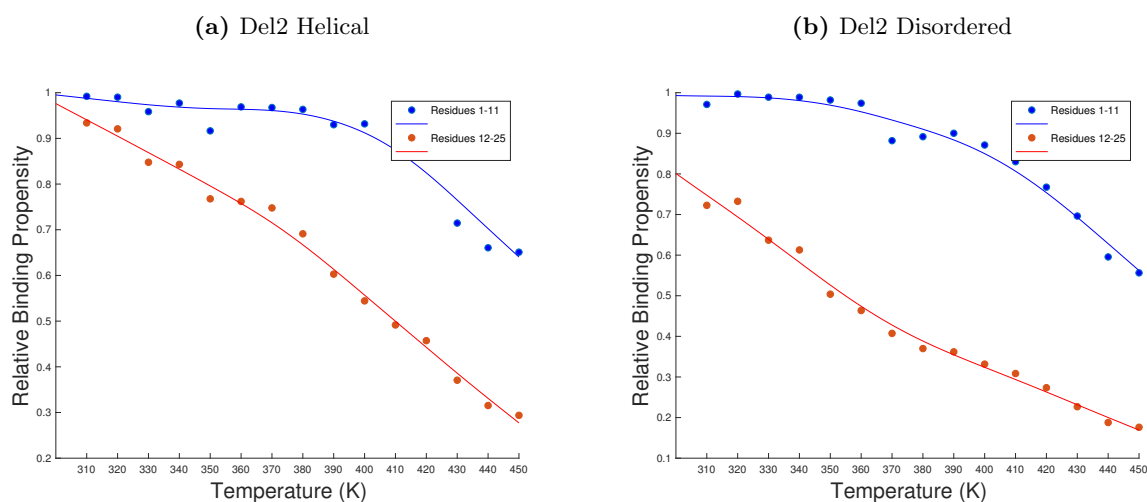 (a) Del2 Helical
Relative Binding Propensity
1
0.9
0.8
0.7
0.6
0.5
0.4
0.3
0.2
310 320 330 340 350 360 370 380 390 400 410 420 430 440 450
Temperature (K)
Residues 1-11
Residues 12-25
(b) Del2 Disordered
Relative Binding Propensity
1
0.9
0.8
0.7
0.6
0.5
0.4
0.3
0.2
0.1
0
310 320 330 340 350 360 370 380 390 400 410 420 430 440 450
Temperature (K)
Residues 1-11
Residues 12-25